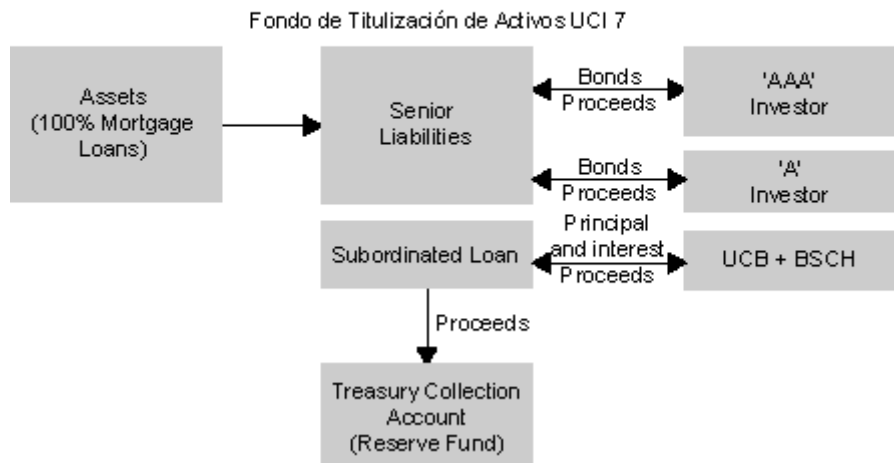 Fondo de Titulización de Activos UCI 7
Assets
(100% Mortgage
Loans)
Senior
Liabilities
Bonds
Proceeds
'AAA'
Investor
Bonds
Proceeds
'A'
Investor
Subordinated Loan
Principal
and interest
Proceeds
UCB + BSCH
Proceeds
Treasury Collection
Account
(Reserve Fund)